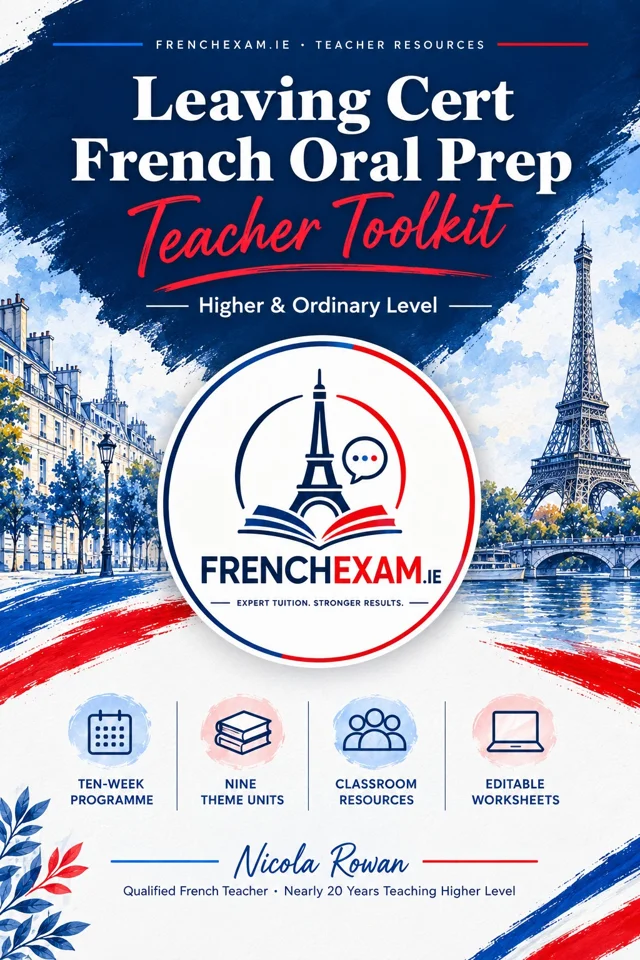 FRENCHEXAM.IE • TEACHER RESOURCES
Leaving Cert
French Oral Prep
Teacher Toolkit
Higher & Ordinary Level
FRENCHEXAM.IE
EXPERT TUITION. STRONGER RESULTS.
TEN-WEEK
PROGRAMME
NINE
THEME UNITS
CLASSROOM
RESOURCES
EDITABLE
WORKSHEETS
Nicola Rowan
Qualified French Teacher • Nearly 20 Years Teaching Higher Level